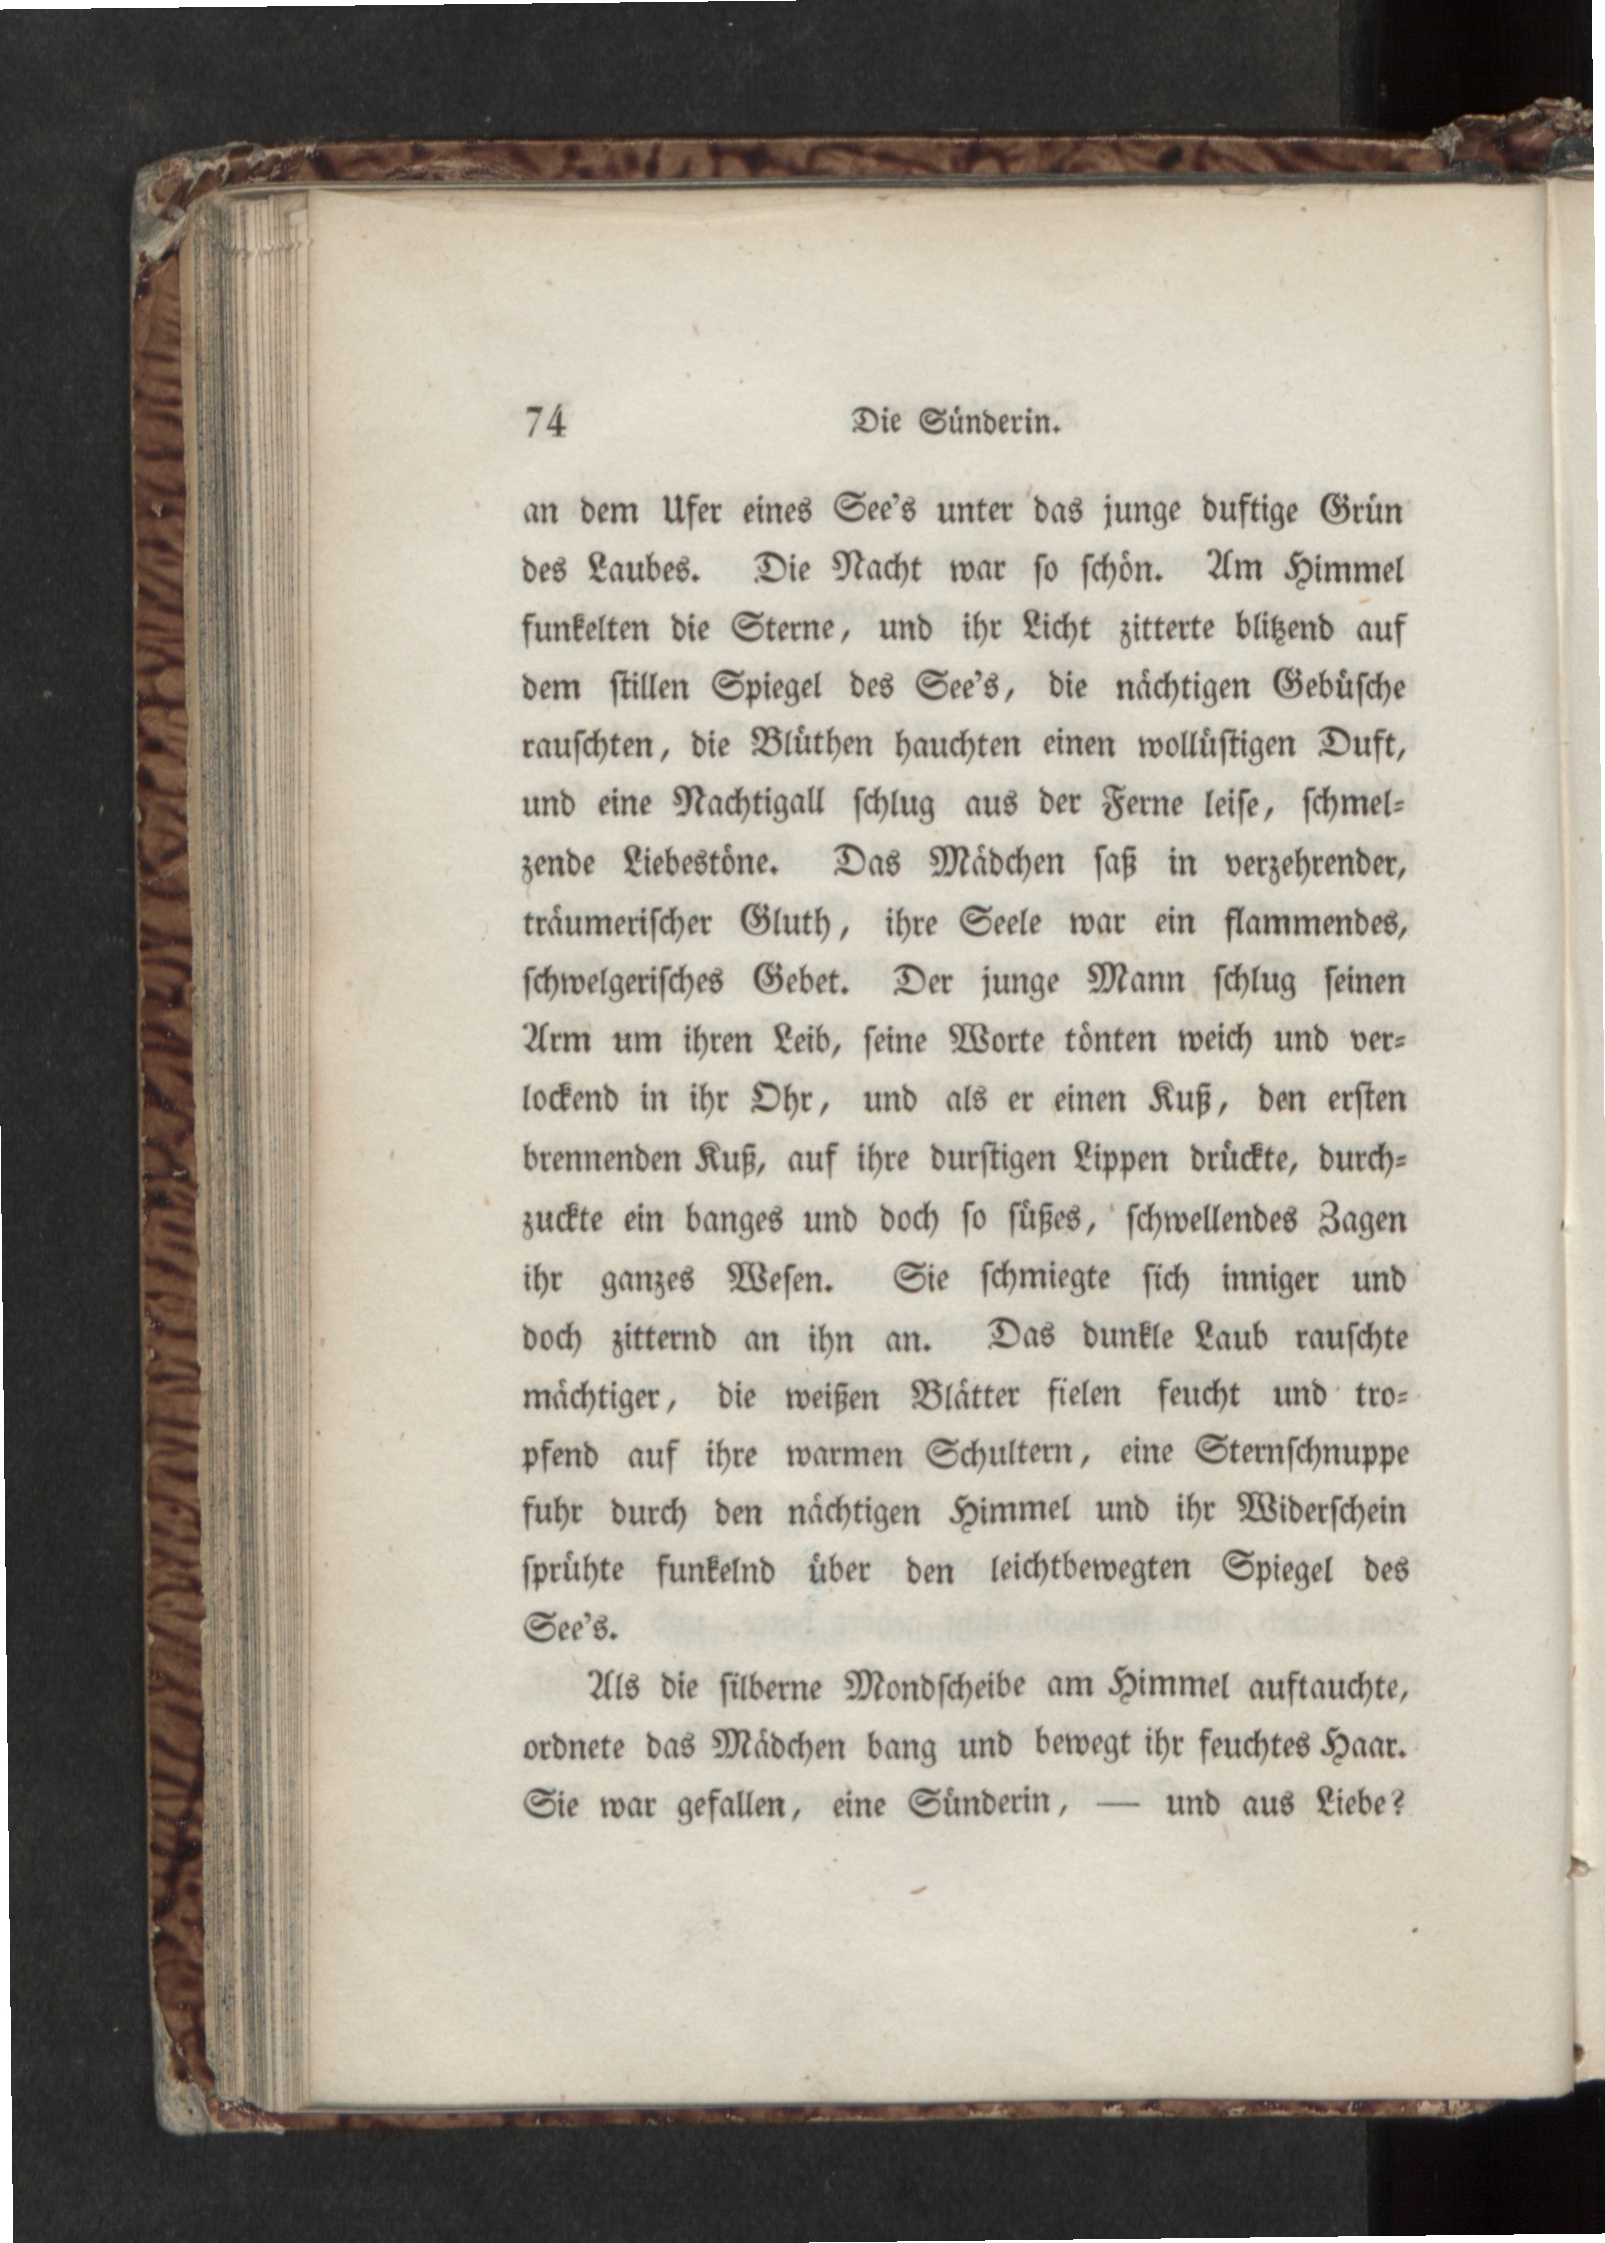 74 Die Sünderin.
an dem Ufer eines See's unter das junge duftige Grün
des Laubes. Die Nacht war so schön. Am Himmel
funkelten die Sterne, und ihr Licht zitterte blitzend auf
dem stillen Spiegel des See's, die nächtigen Gebüsche
rauschten, die Blüthen hauchten einen wollüstigen Duft,
und eine Nachtigall schlug aus der Ferne leise, schmel-
zende Liebestöne. Das Mädchen saß in verzehrender,
träumerischer Gluth, ihre Seele war ein flammendes,
schwelgerisches Gebet. Der junge Mann schlug seinen
Arm um ihren Leib, seine Worte tönten weich und ver-
lockend in ihr Ohr, und als er einen Kuß, den ersten
brennenden Kuß, auf ihre durstigen Lippen drückte, durch-
zuckte ein banges und doch so süßes, schwellendes Zagen
ihr ganzes Wesen. Sie schmiegte sich inniger und
doch zitternd an ihn an. Das dunkle Laub rauschte
mächtiger, die weißen Blätter fielen feucht und tro-
pfend auf ihre warmen Schultern, eine Sternschnuppe
fuhr durch den nächtigen Himmel und ihr Widerschein
sprühte funkelnd über den leichtbewegten Spiegel des
See's.
Als die silberne Mondscheibe am Himmel auftauchte,
ordnete das Mädchen bang und bewegt ihr feuchtes Haar.
Sie war gefallen, eine Sünderin, — und aus Liebe?